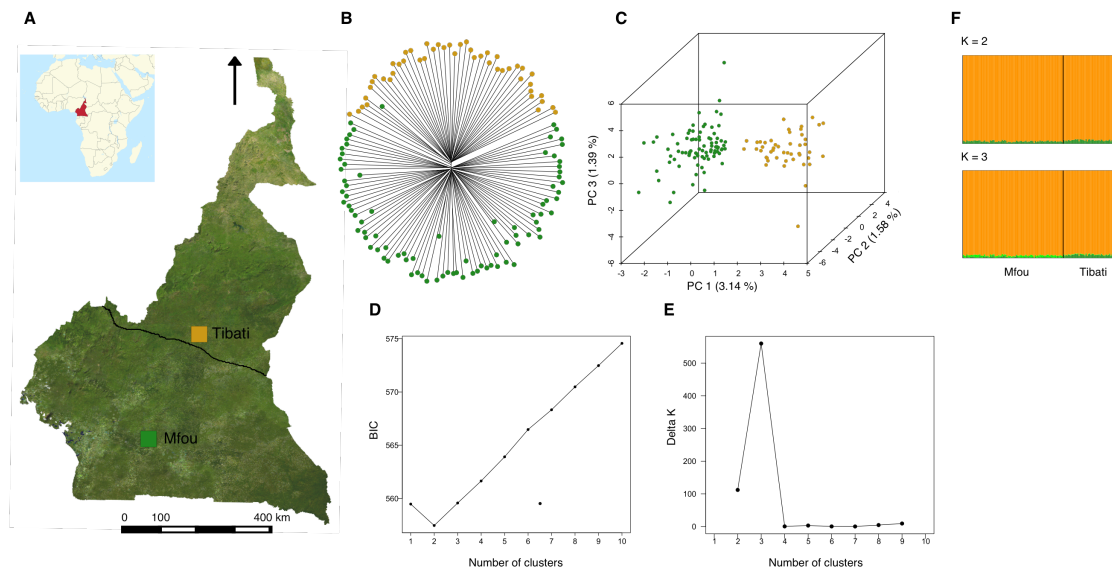 A
Tibati
Mfou
0 100 400 km
B
C
PC 3 (1.39 %)
6
4
2
0
-2
-4
-6
-3 -2 -1 0 1 2 3 4 5
PC 1 (3.14 %)
-6 -4 -2 0 2 4
PC 2 (1.58 %)
D
BIC
575
570
565
560
1 2 3 4 5 6 7 8 9 10
Number of clusters
E
Delta K
500
400
300
200
100
0
1 2 3 4 5 6 7 8 9 10
Number of clusters
F
K = 2
K = 3
Mfou Tibati